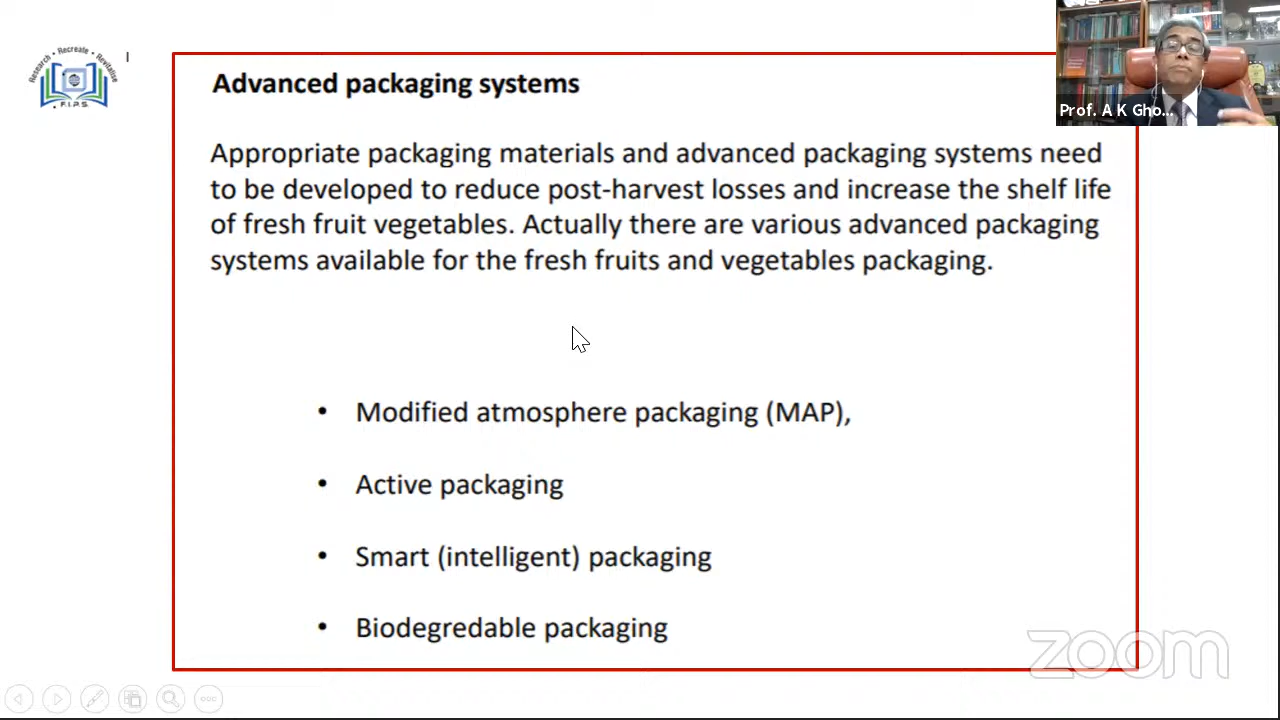 Research • Recreate • Revitalise
F.I.P.S.
Advanced packaging systems
Prof. A K Gho...
Appropriate packaging materials and advanced packaging systems need
to be developed to reduce post-harvest losses and increase the shelf life
of fresh fruit vegetables. Actually there are various advanced packaging
systems available for the fresh fruits and vegetables packaging.
• Modified atmosphere packaging (MAP),
• Active packaging
• Smart (intelligent) packaging
• Biodegredable packaging
zoom